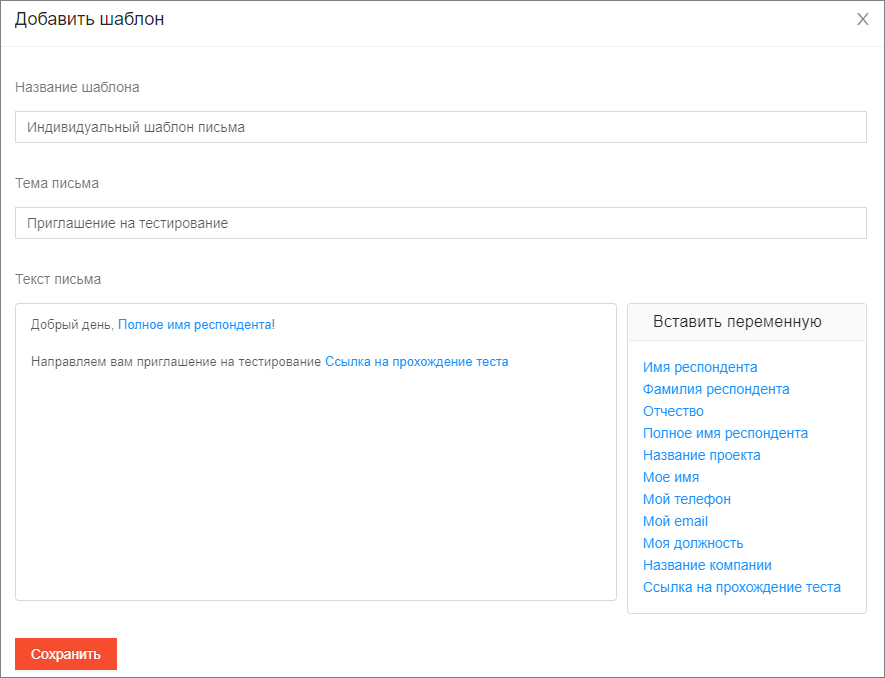 Добавить шаблон
Название шаблона
Индивидуальный шаблон письма
Тема письма
Приглашение на тестирование
Текст письма
Добрый день, Полное имя респондента!
Направляем вам приглашение на тестирование Ссылка на прохождение теста
Вставить переменную
Имя респондента
Фамилия респондента
Отчество
Полное имя респондента
Название проекта
Мое имя
Мой телефон
Мой email
Моя должность
Название компании
Ссылка на прохождение теста
Сохранить